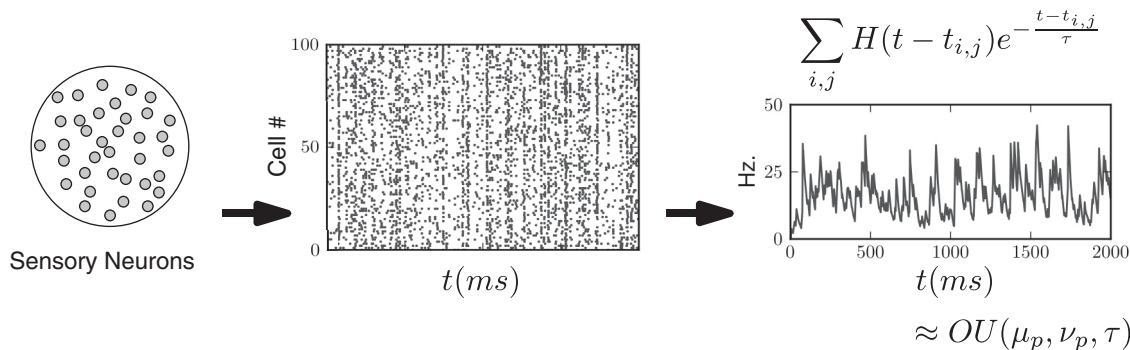 ∑_{i,j} H(t − t_{i,j})e^{−\frac{t−t_{i,j}}{τ}}
Sensory Neurons
Cell #
100
50
0
t(ms)
Hz.
50
25
0
0 500 1000 1500 2000
t(ms)
≈ OU(μ_p, ν_p, τ)